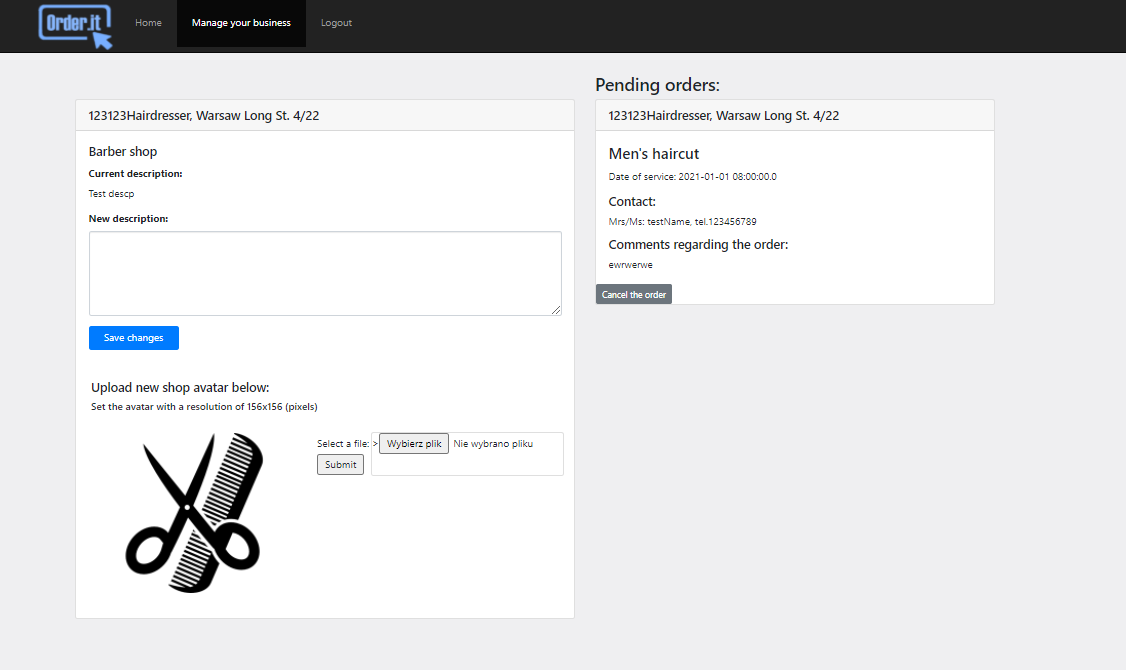 Order.it
Home
Manage your business
Logout
123123Hairdresser, Warsaw Long St. 4/22
Barber shop
Current description:
Test descp
New description:
Save changes
Upload new shop avatar below:
Set the avatar with a resolution of 156x156 (pixels)
Select a file: > Wybierz plik Nie wybrano pliku
Submit
Pending orders:
123123Hairdresser, Warsaw Long St. 4/22
Men's haircut
Date of service: 2021-01-01 08:00:00.0
Contact:
Mrs/Ms: testName, tel.123456789
Comments regarding the order:
ewrwerwe
Cancel the order